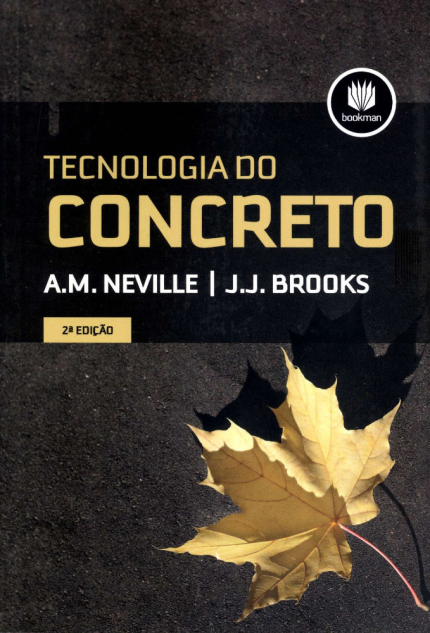 bookman
TECNOLOGIA DO
CONCRETO
A.M. NEVILLE | J.J. BROOKS
2ª EDIÇÃO